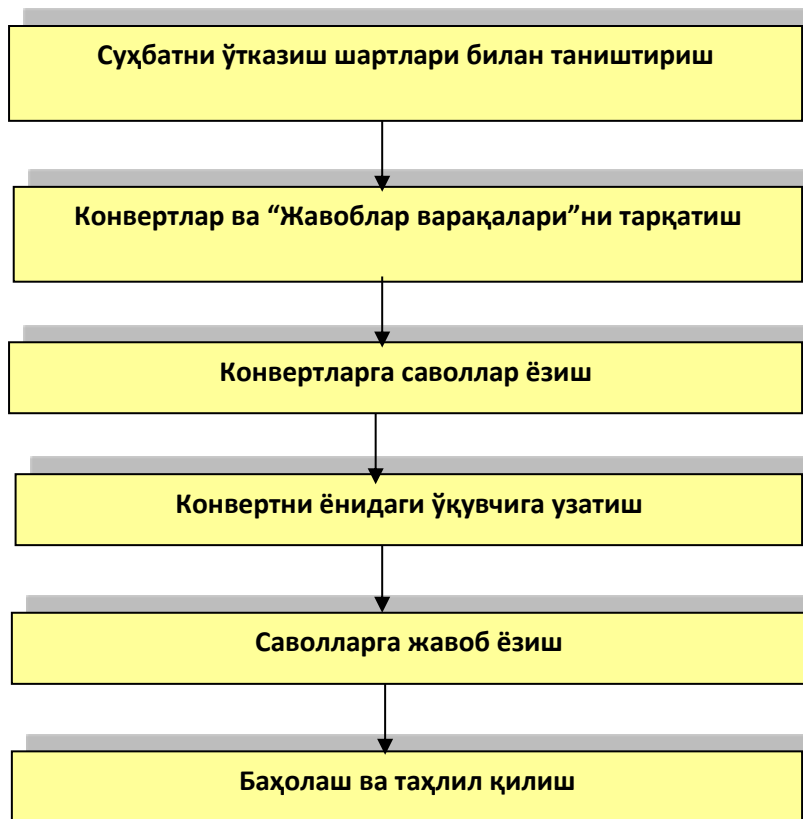 Суҳбатни ўтказиш шартлари билан таништириш
Конвертлар ва “Жавоблар варақалари”ни тарқатиш
Конвертларга саволлар ёзиш
Конвертни ёнидаги ўқувчига узатиш
Саволларга жавоб ёзиш
Баҳолаш ва таҳлил қилиш